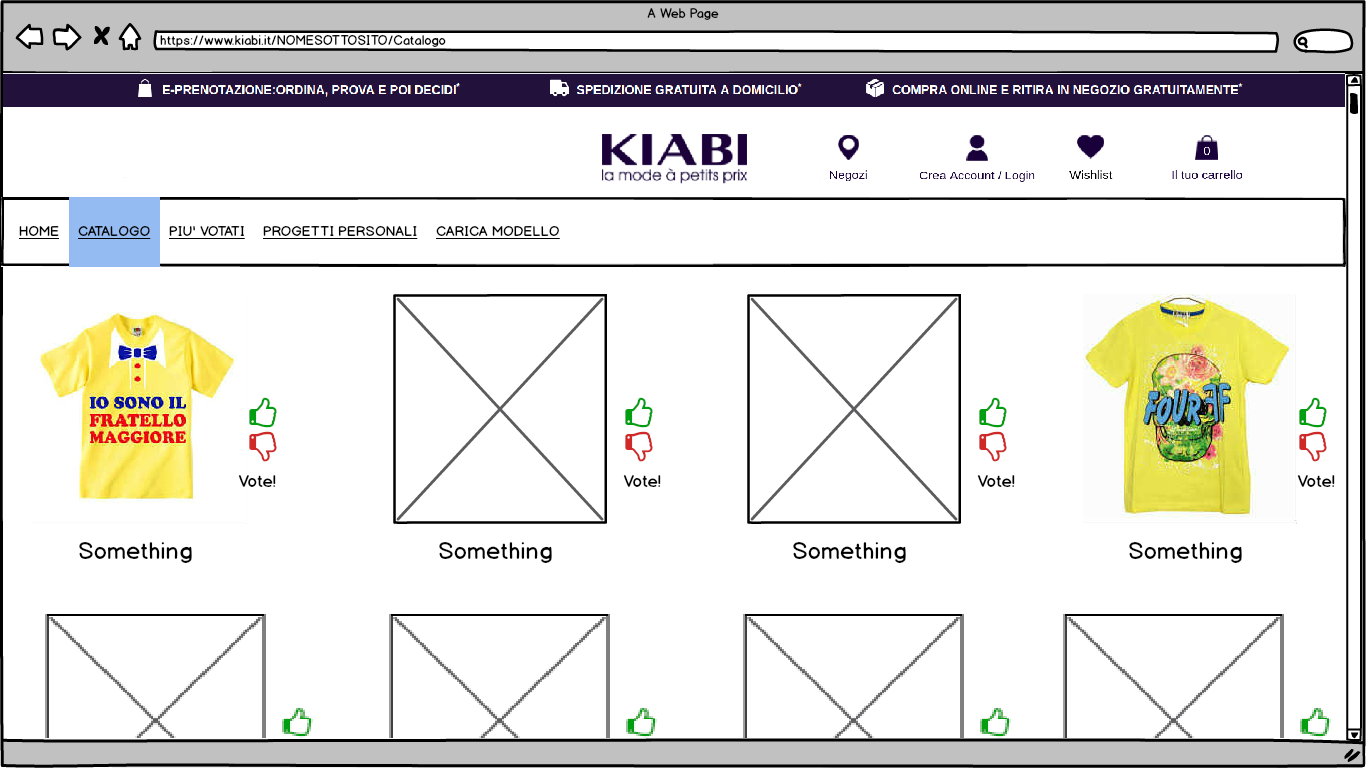 A Web Page
https://www.kiabi.it/NOMESOTTOSITO/Catalogo
E-PRENOTAZIONE:ORDINA, PROVA E POI DECIDI*
SPEDIZIONE GRATUITA A DOMICILIO*
COMPRA ONLINE E RITIRA IN NEGOZIO GRATUITAMENTE*
KIABI
la mode à petits prix
Negozi
Crea Account / Login
Wishlist
0
Il tuo carrello
HOME
CATALOGO
PIU' VOTATI
PROGETTI PERSONALI
CARICA MODELLO
IO SONO IL
FRATELLO
MAGGIORE
Vote!
Vote!
Vote!
FOUR
Vote!
Something
Something
Something
Something